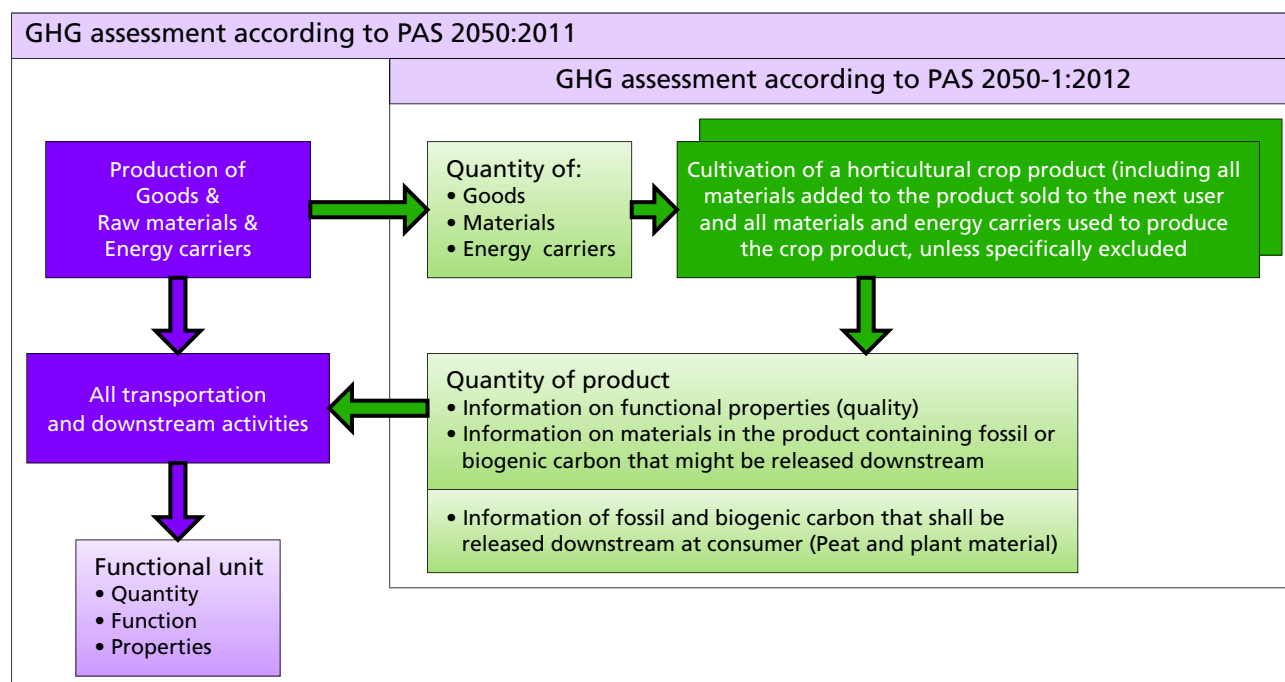 GHG assessment according to PAS 2050:2011
GHG assessment according to PAS 2050-1:2012
Production of
Goods &
Raw materials &
Energy carriers
Quantity of:
• Goods
• Materials
• Energy carriers
Cultivation of a horticultural crop product (including all
materials added to the product sold to the next user
and all materials and energy carriers used to produce
the crop product, unless specifically excluded
All transportation
and downstream activities
Quantity of product
• Information on functional properties (quality)
• Information on materials in the product containing fossil or
biogenic carbon that might be released downstream
• Information of fossil and biogenic carbon that shall be
released downstream at consumer (Peat and plant material)
Functional unit
• Quantity
• Function
• Properties